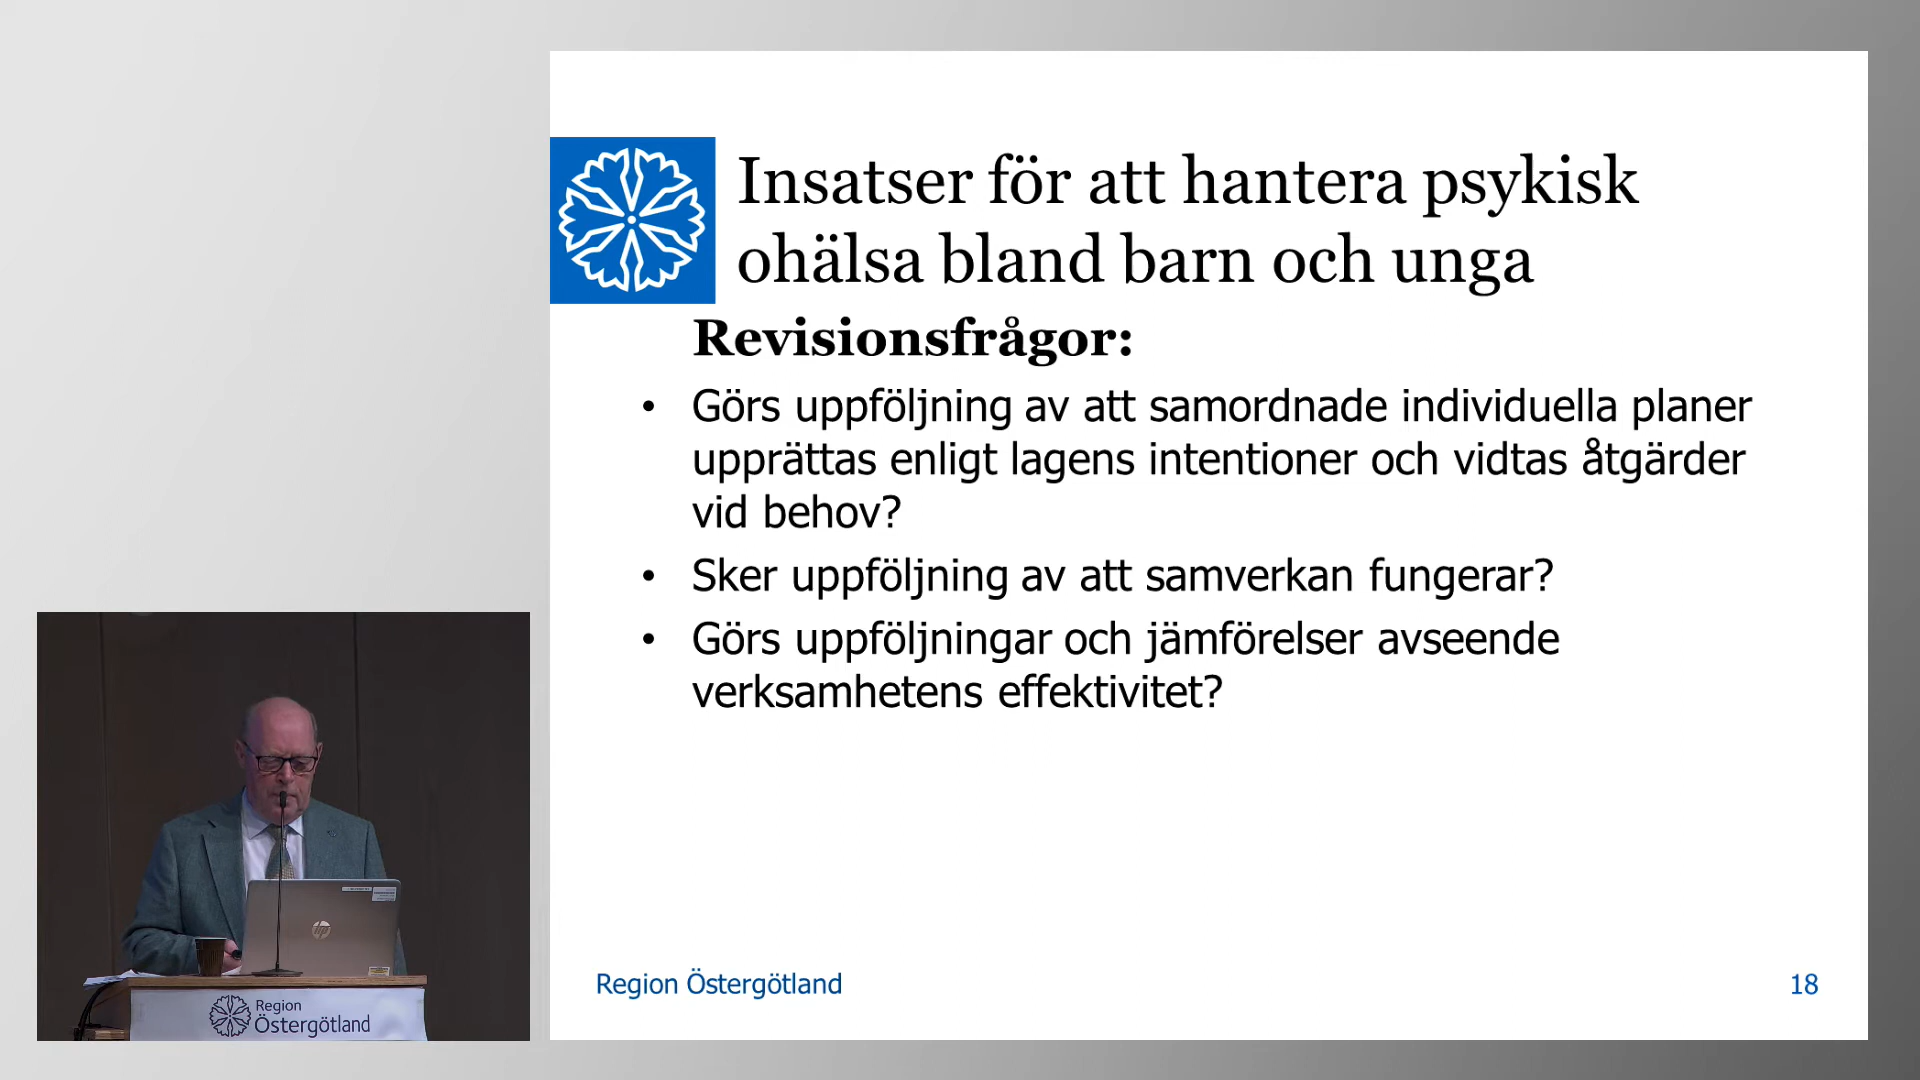 Insatser för att hantera psykisk
ohälsa bland barn och unga
Revisionsfrågor:
• Görs uppföljning av att samordnade individuella planer
upprättas enligt lagens intentioner och vidtas åtgärder
vid behov?
• Sker uppföljning av att samverkan fungerar?
• Görs uppföljningar och jämförelser avseende
verksamhetens effektivitet?
Region Östergötland
18
hp
Region
Östergötland